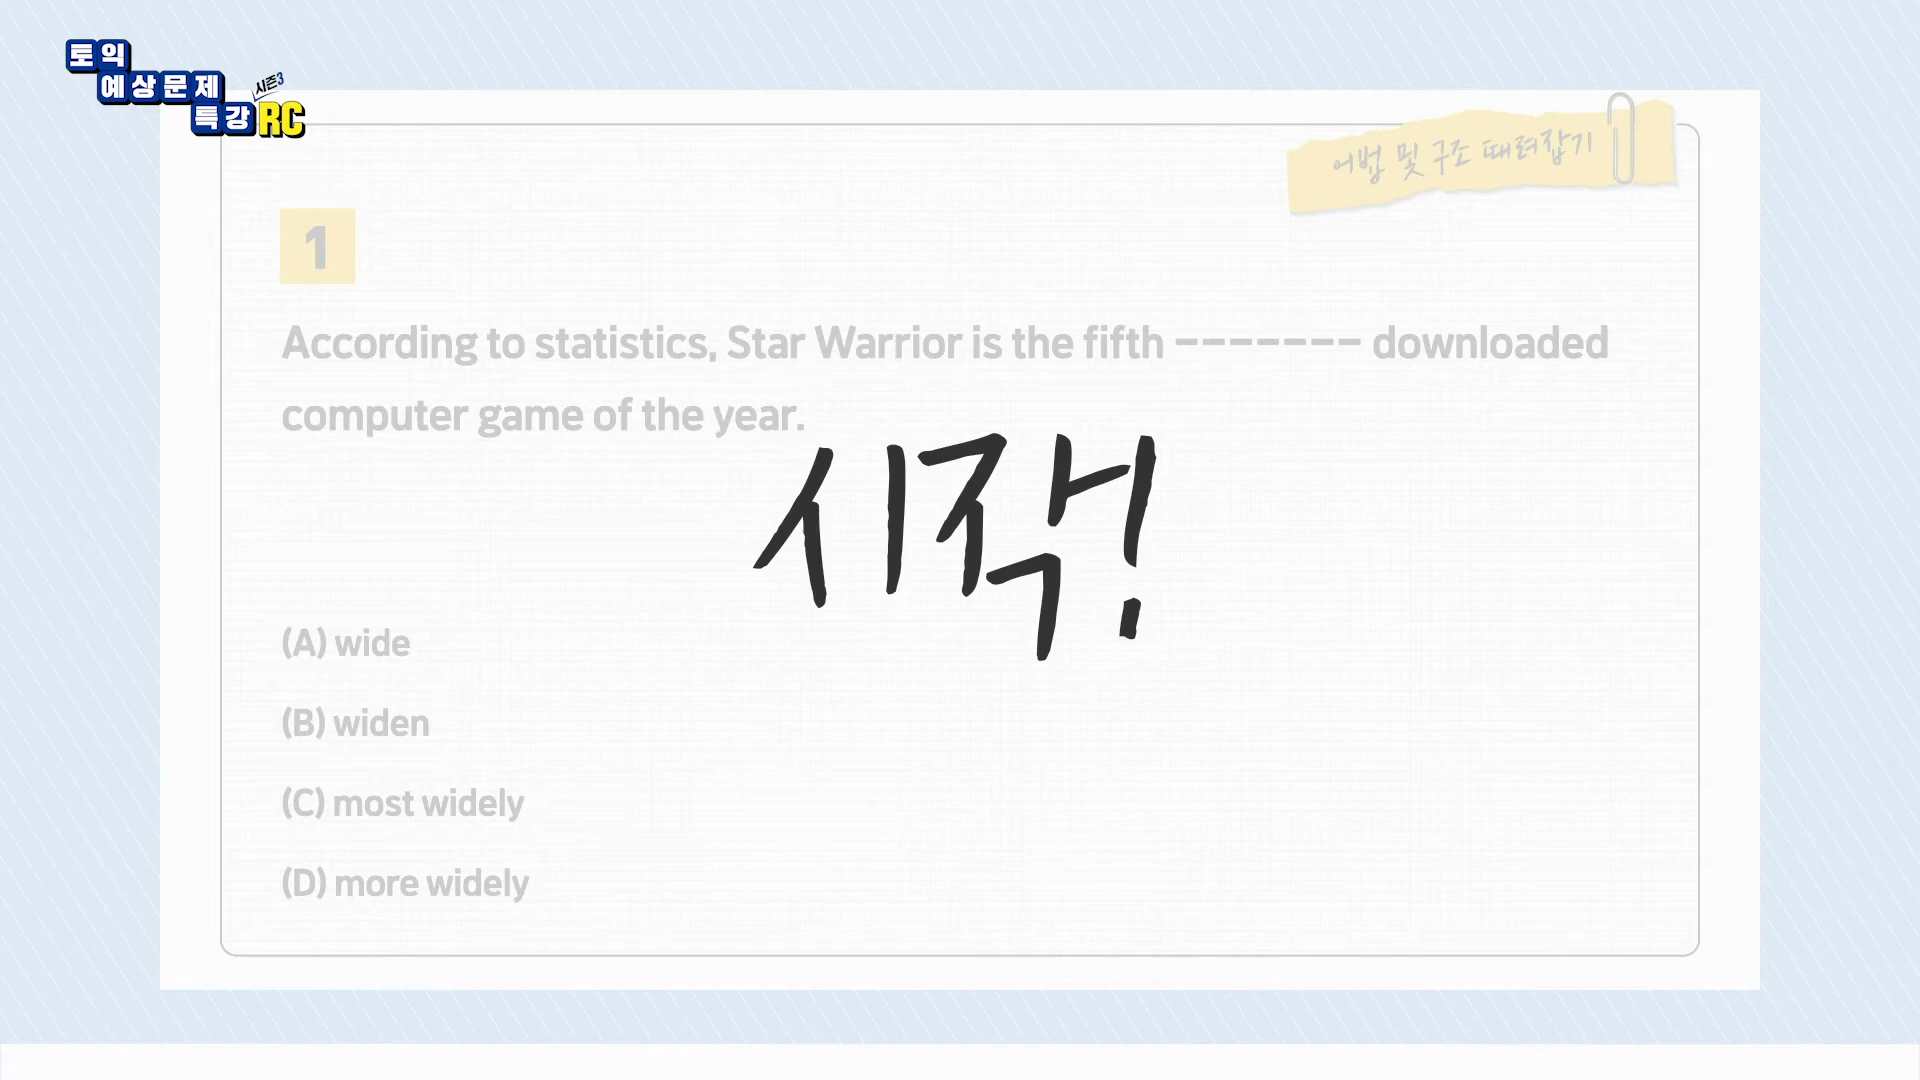 토익
예상문제
특강 RC
시즌3
어법 및 구조 때려잡기
1
According to statistics, Star Warrior is the fifth ------- downloaded
computer game of the year.
시작!
(A) wide
(B) widen
(C) most widely
(D) more widely